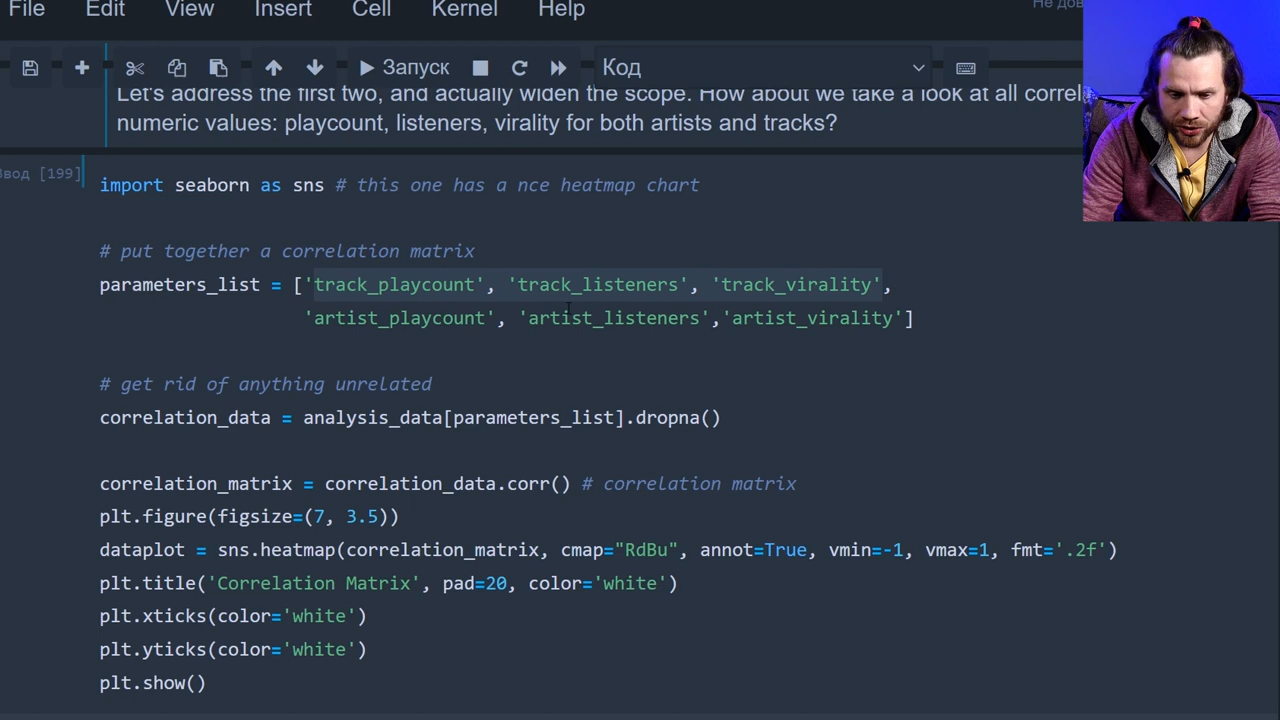 File Edit View Insert Cell Kernel Help
Не дов
Запуск Код
Let's address the first two, and actually widen the scope. How about we take a look at all correl
numeric values: playcount, listeners, virality for both artists and tracks?
Ввод [199]
import seaborn as sns # this one has a nce heatmap chart
# put together a correlation matrix
parameters_list = ['track_playcount', 'track_listeners', 'track_virality',
'artist_playcount', 'artist_listeners','artist_virality']
# get rid of anything unrelated
correlation_data = analysis_data[parameters_list].dropna()
correlation_matrix = correlation_data.corr() # correlation matrix
plt.figure(figsize=(7, 3.5))
dataplot = sns.heatmap(correlation_matrix, cmap="RdBu", annot=True, vmin=-1, vmax=1, fmt='.2f')
plt.title('Correlation Matrix', pad=20, color='white')
plt.xticks(color='white')
plt.yticks(color='white')
plt.show()